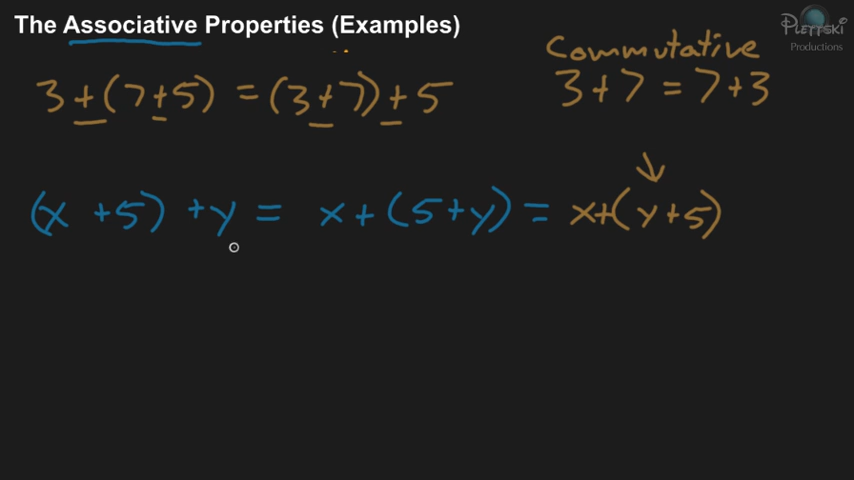 The Associative Properties (Examples)
PLETTSKI
Productions
Commutative
3 + (7 + 5) = (3 + 7) + 5
3 + 7 = 7 + 3
(x + 5) + y = x + (5 + y) = x + (y + 5)